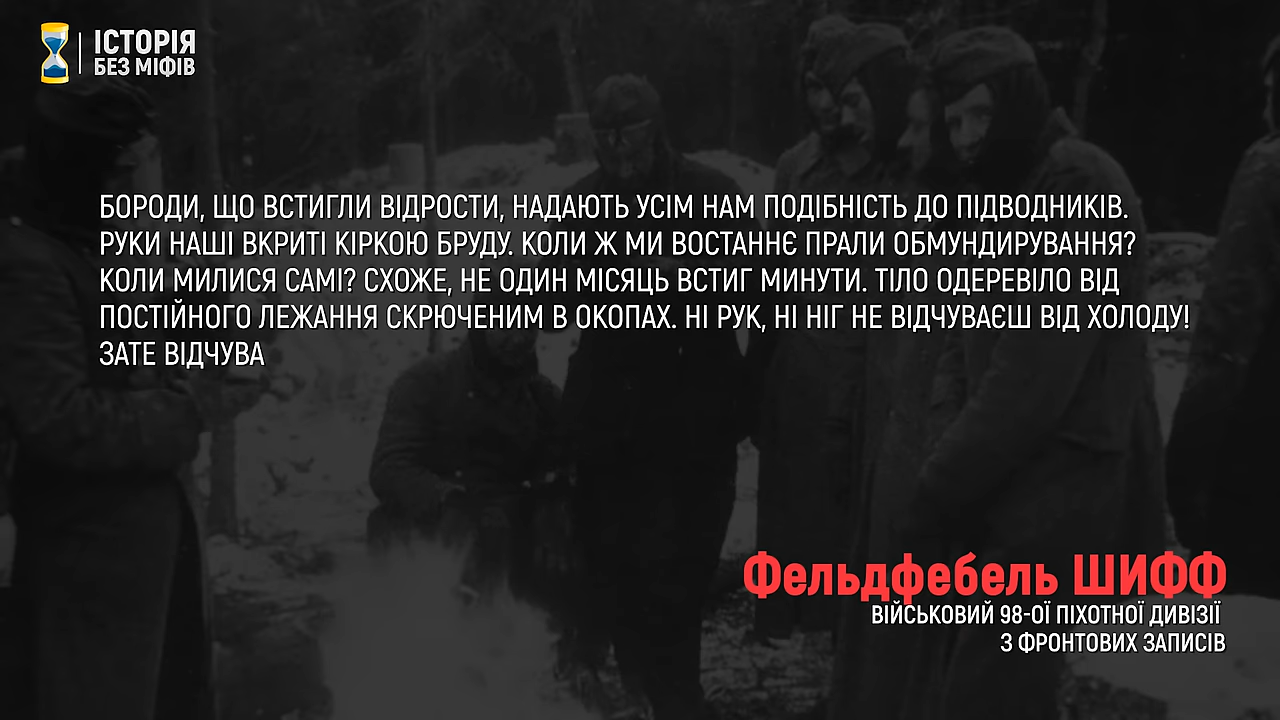 ІСТОРІЯ
БЕЗ МІФІВ
БОРОДИ, ЩО ВСТИГЛИ ВІДРОСТИ, НАДАЮТЬ УСІМ НАМ ПОДІБНІСТЬ ДО ПІДВОДНИКІВ.
РУКИ НАШІ ВКРИТІ КІРКОЮ БРУДУ. КОЛИ Ж МИ ВОСТАННЄ ПРАЛИ ОБМУНДИРУВАННЯ?
КОЛИ МИЛИСЯ САМІ? СХОЖЕ, НЕ ОДИН МІСЯЦЬ ВСТИГ МИНУТИ. ТІЛО ОДЕРЕВІЛО ВІД
ПОСТІЙНОГО ЛЕЖАННЯ СКРЮЧЕНИМ В ОКОПАХ. НІ РУК, НІ НІГ НЕ ВІДЧУВАЄШ ВІД ХОЛОДУ!
ЗАТЕ ВІДЧУВА
Фельдфебель ШИФФ
ВІЙСЬКОВИЙ 98-ОЇ ПІХОТНОЇ ДИВІЗІЇ
З ФРОНТОВИХ ЗАПИСІВ